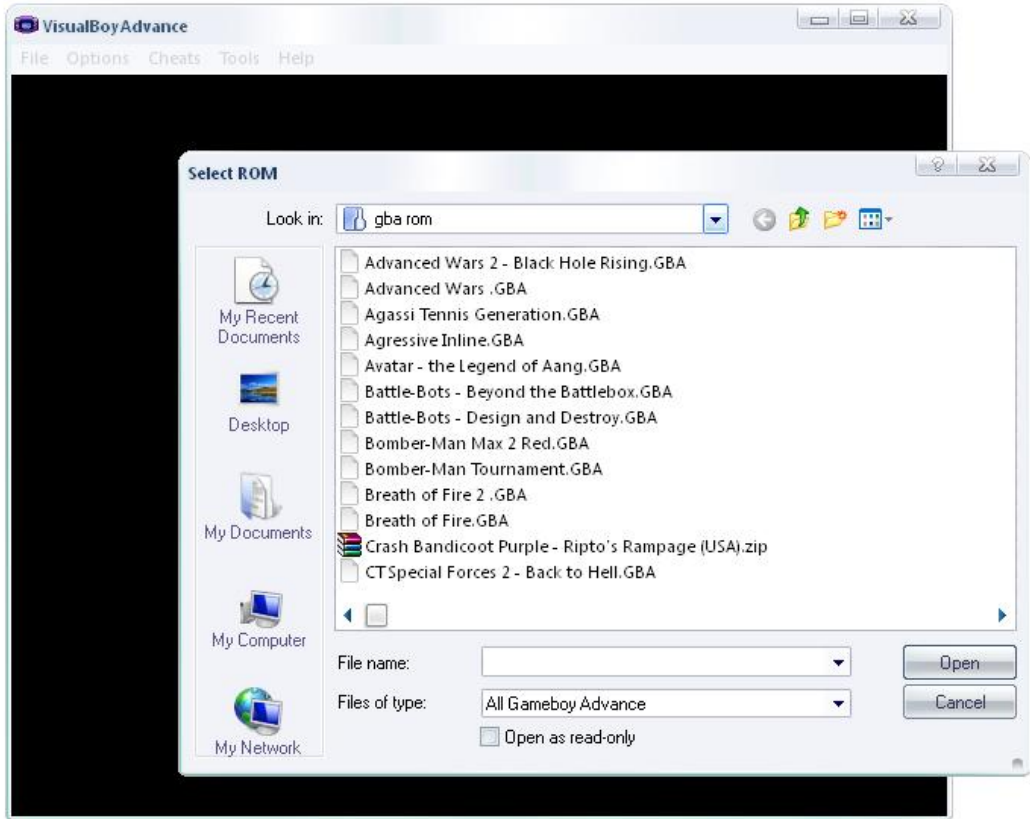 VisualBoyAdvance
File Options Cheats Tools Help
Select ROM
Look in: gba rom
My Recent
Documents
Desktop
My Documents
My Computer
My Network
Advanced Wars 2 - Black Hole Rising.GBA
Advanced Wars .GBA
Agassi Tennis Generation.GBA
Agressive Inline.GBA
Avatar - the Legend of Aang.GBA
Battle-Bots - Beyond the Battlebox.GBA
Battle-Bots - Design and Destroy.GBA
Bomber-Man Max 2 Red.GBA
Bomber-Man Tournament.GBA
Breath of Fire 2 .GBA
Breath of Fire.GBA
Crash Bandicoot Purple - Ripto's Rampage (USA).zip
CT Special Forces 2 - Back to Hell.GBA
File name:
Open
Files of type: All Gameboy Advance
Cancel
Open as read-only